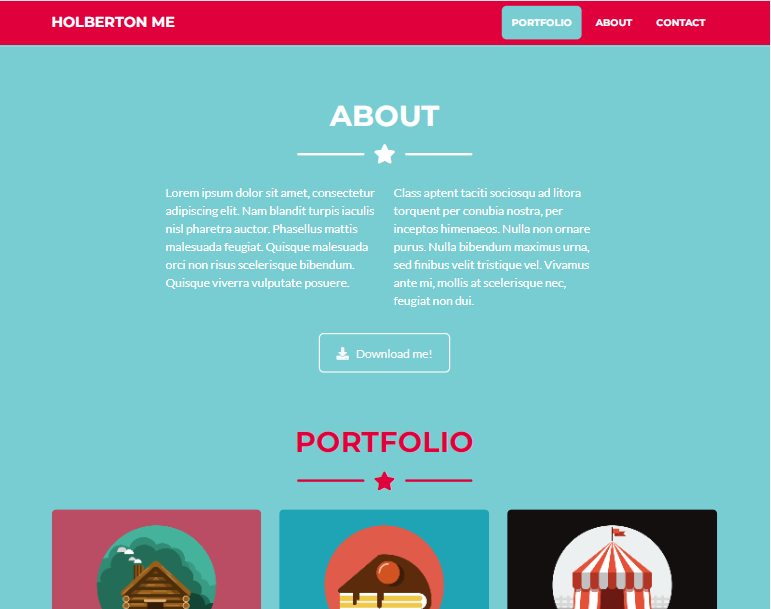 HOLBERTON ME
PORTFOLIO ABOUT CONTACT
ABOUT
Lorem ipsum dolor sit amet, consectetur
adipiscing elit. Nam blandit turpis iaculis
nisl pharetra auctor. Phasellus mattis
malesuada feugiat. Quisque malesuada
orci non risus scelerisque bibendum.
Quisque viverra vulputate posuere.
Class aptent taciti sociosqu ad litora
torquent per conubia nostra, per
inceptos himenaeos. Nulla non ornare
purus. Nulla bibendum maximus urna,
sed finibus velit tristique vel. Vivamus
ante mi, mollis at scelerisque nec,
feugiat non dui.
Download me!
PORTFOLIO